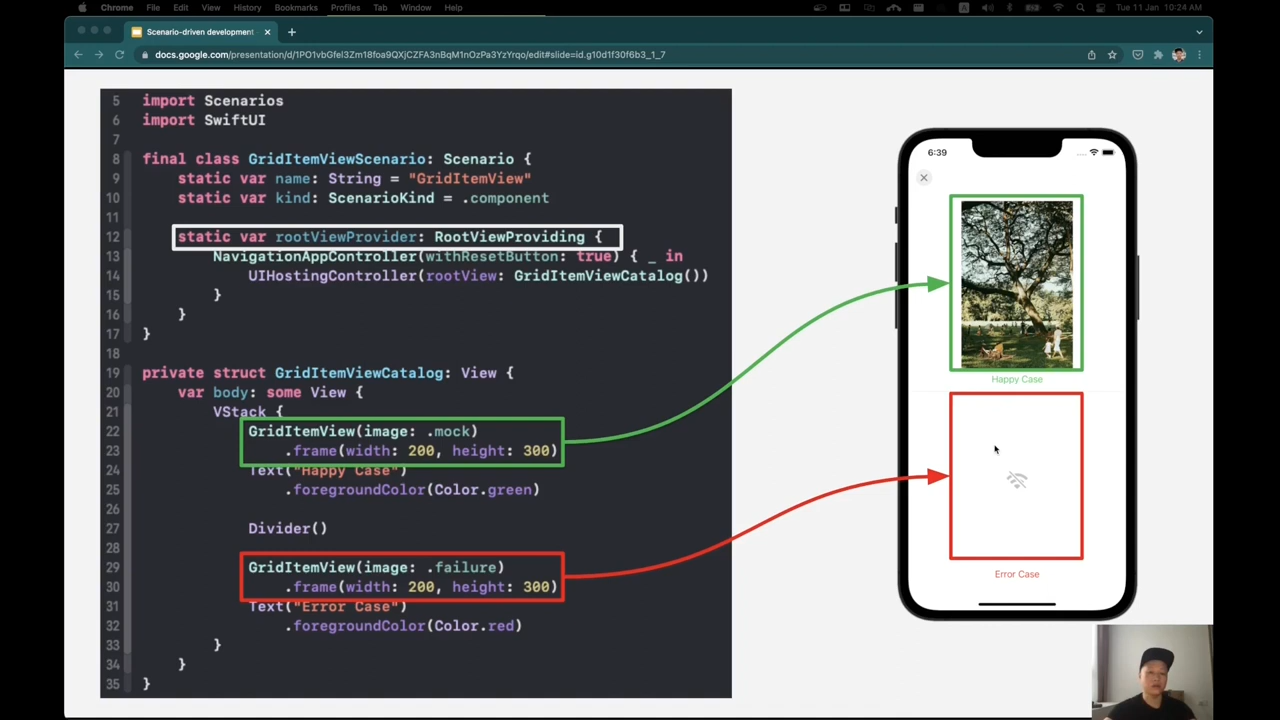 Chrome File Edit View History Bookmarks Profiles Tab Window Help
Tue 11 Jan 10:24 AM
Scenario-driven development
docs.google.com/presentation/d/1PO1vbGfeI3Zm18foa9QXjCZFA3nBqM1nOzPa3YzYrqo/edit#slide=id.g10d1f30f6b3_1_7
5 import Scenarios
6 import SwiftUI
7
8 final class GridItemViewScenario: Scenario {
9 static var name: String = "GridItemView"
10 static var kind: ScenarioKind = .component
11
12 static var rootViewProvider: RootViewProviding {
13 NavigationAppController(withResetButton: true) { _ in
14 UIHostingController(rootView: GridItemViewCatalog())
15 }
16 }
17 }
18
19 private struct GridItemViewCatalog: View {
20 var body: some View {
21 VStack {
22 GridItemView(image: .mock)
23 .frame(width: 200, height: 300)
24 Text("Happy Case")
25 .foregroundColor(Color.green)
26
27 Divider()
28
29 GridItemView(image: .failure)
30 .frame(width: 200, height: 300)
31 Text("Error Case")
32 .foregroundColor(Color.red)
33 }
34 }
35 }
6:39
Happy Case
Error Case